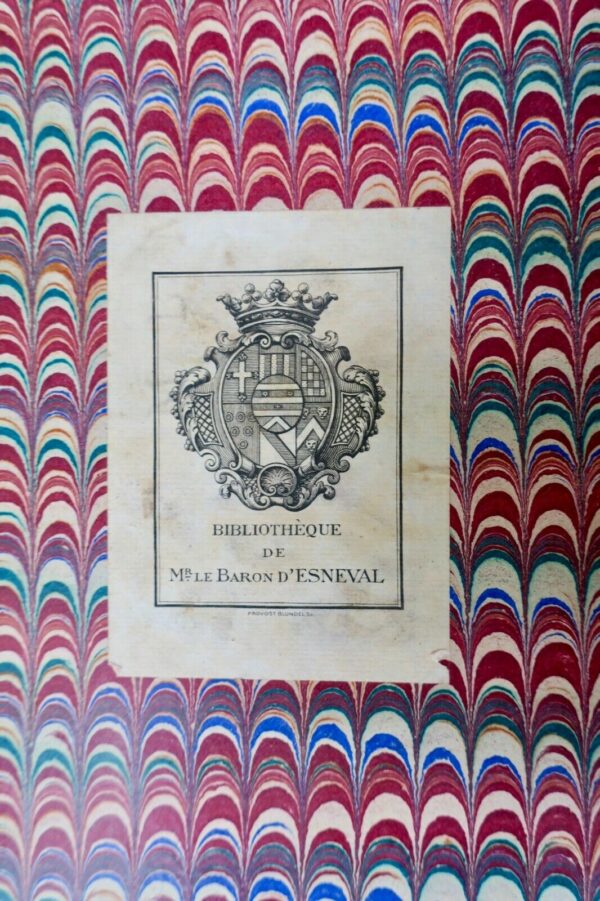 BIBLIOTHÈQUE
DE
MR. LE BARON D'ESNEVAL
PROVOST BLONDEL Sc.